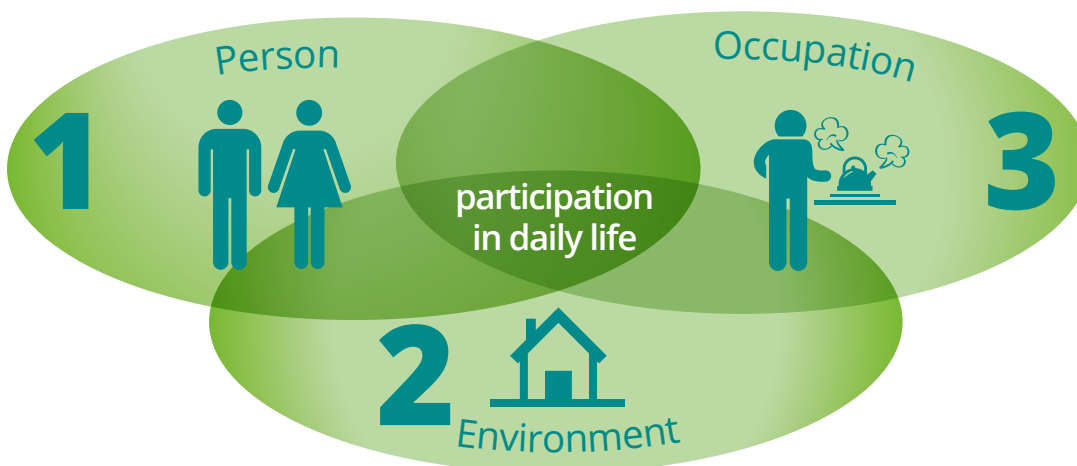 Person
Occupation
1
3
participation
in daily life
2
Environment